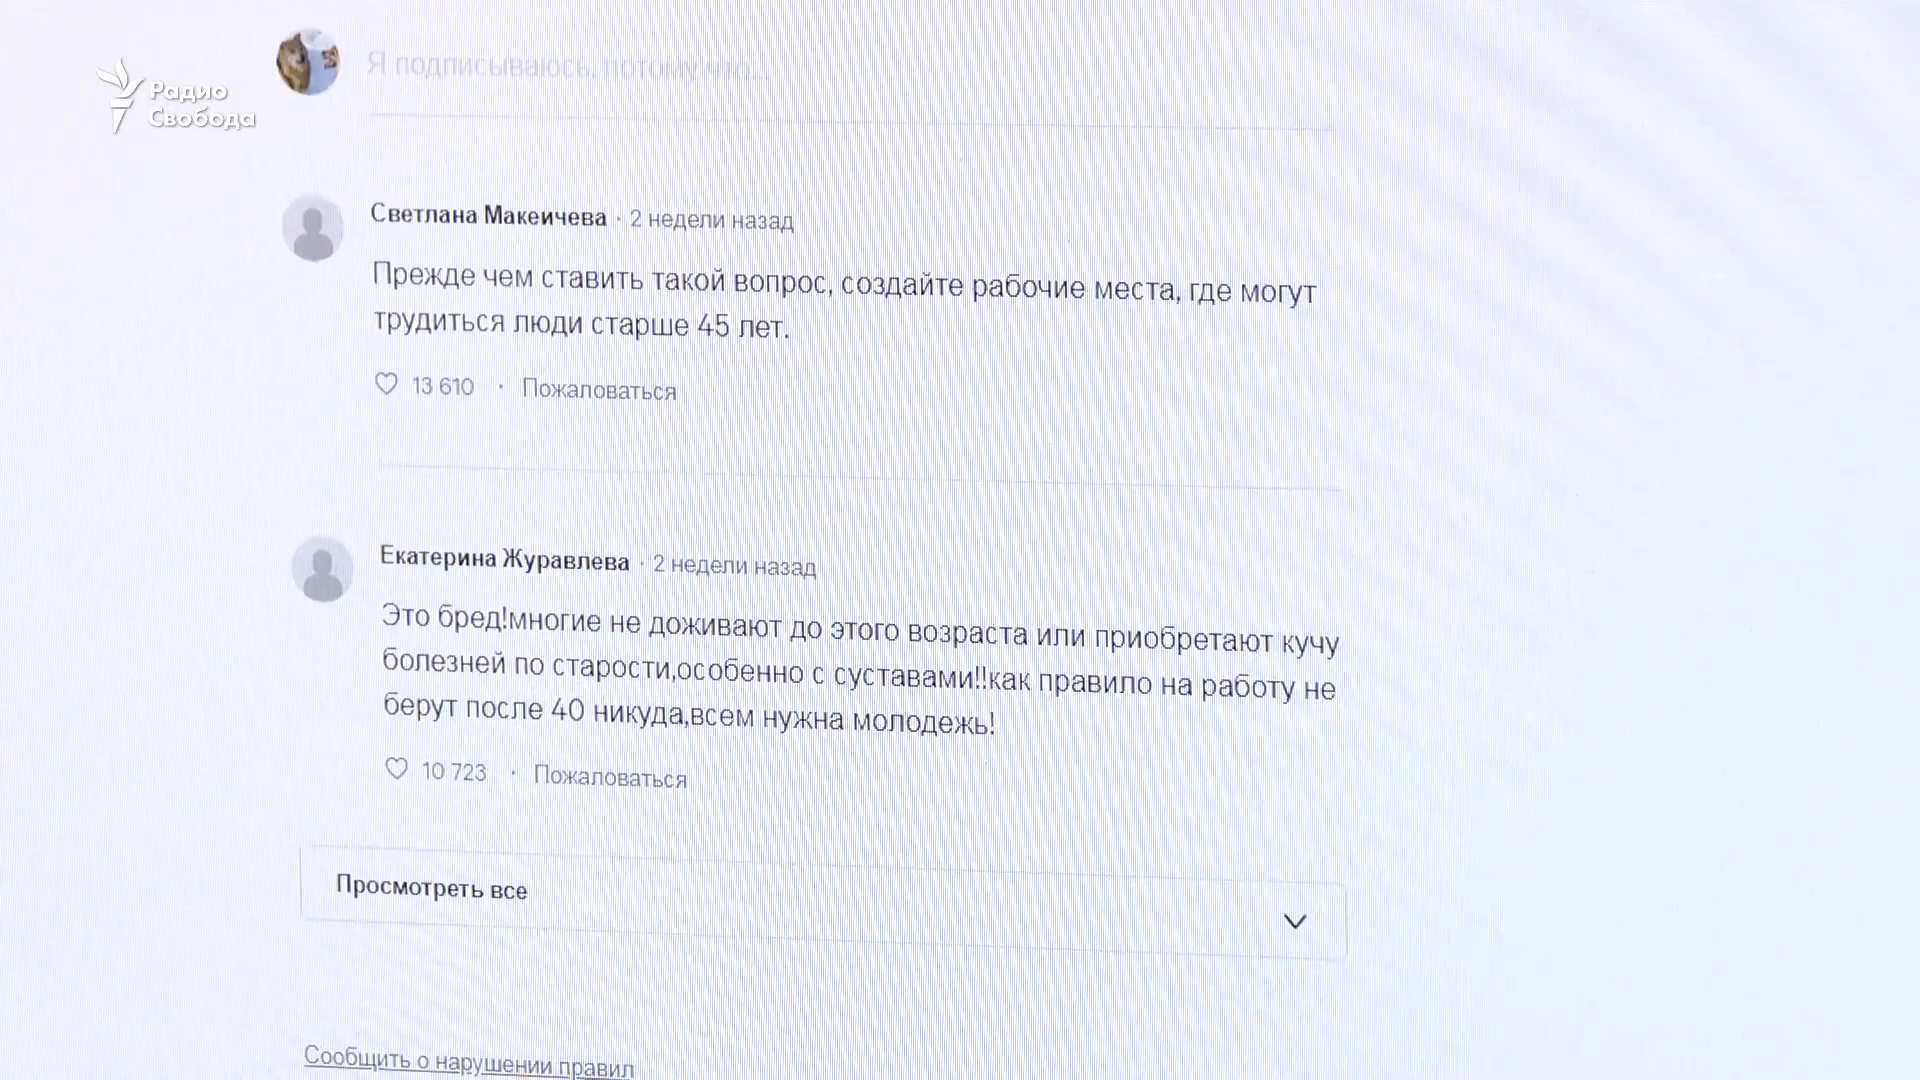 Радио
Свобода
Я подписываюсь, потому что...
Светлана Макеичева · 2 недели назад
Прежде чем ставить такой вопрос, создайте рабочие места, где могут
трудиться люди старше 45 лет.
13 610 · Пожаловаться
Екатерина Журавлева · 2 недели назад
Это бред!многие не доживают до этого возраста или приобретают кучу
болезней по старости,особенно с суставами!!как правило на работу не
берут после 40 никуда,всем нужна молодежь!
10 723 · Пожаловаться
Просмотреть все
Сообщить о нарушении правил